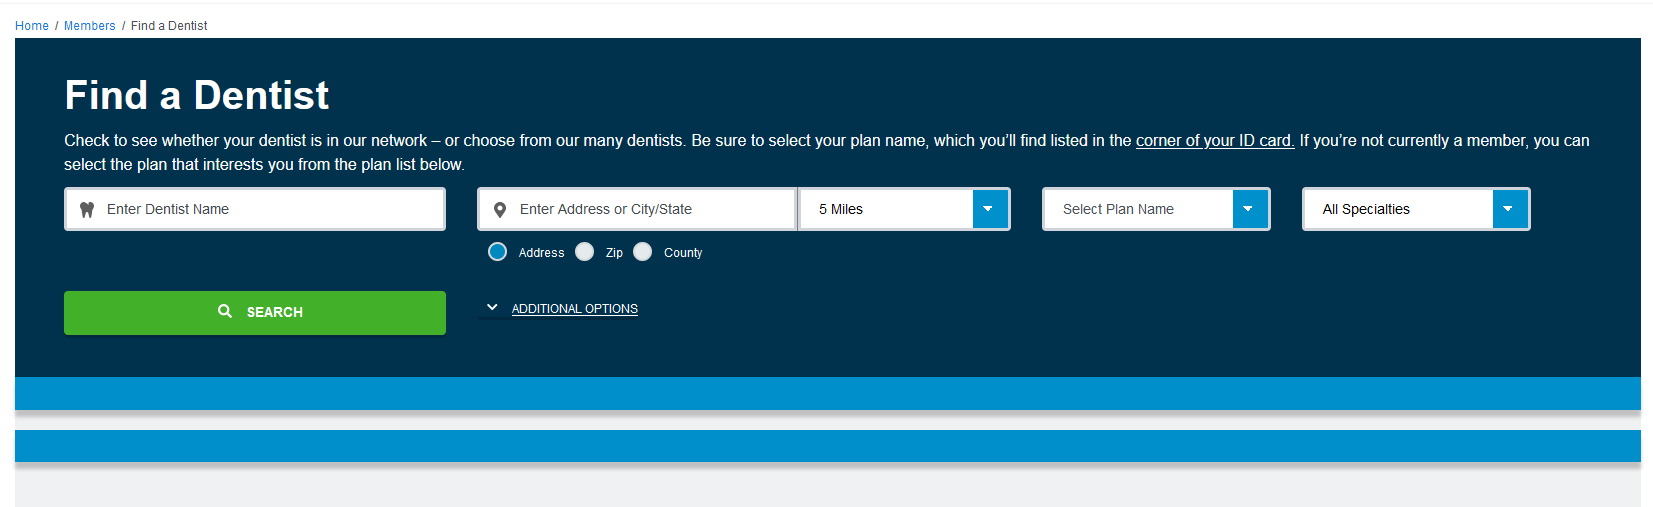 Home / Members / Find a Dentist
Find a Dentist
Check to see whether your dentist is in our network – or choose from our many dentists. Be sure to select your plan name, which you’ll find listed in the corner of your ID card. If you’re not currently a member, you can
select the plan that interests you from the plan list below.
Enter Dentist Name
Enter Address or City/State
5 Miles
Select Plan Name
All Specialties
Address Zip County
SEARCH
ADDITIONAL OPTIONS